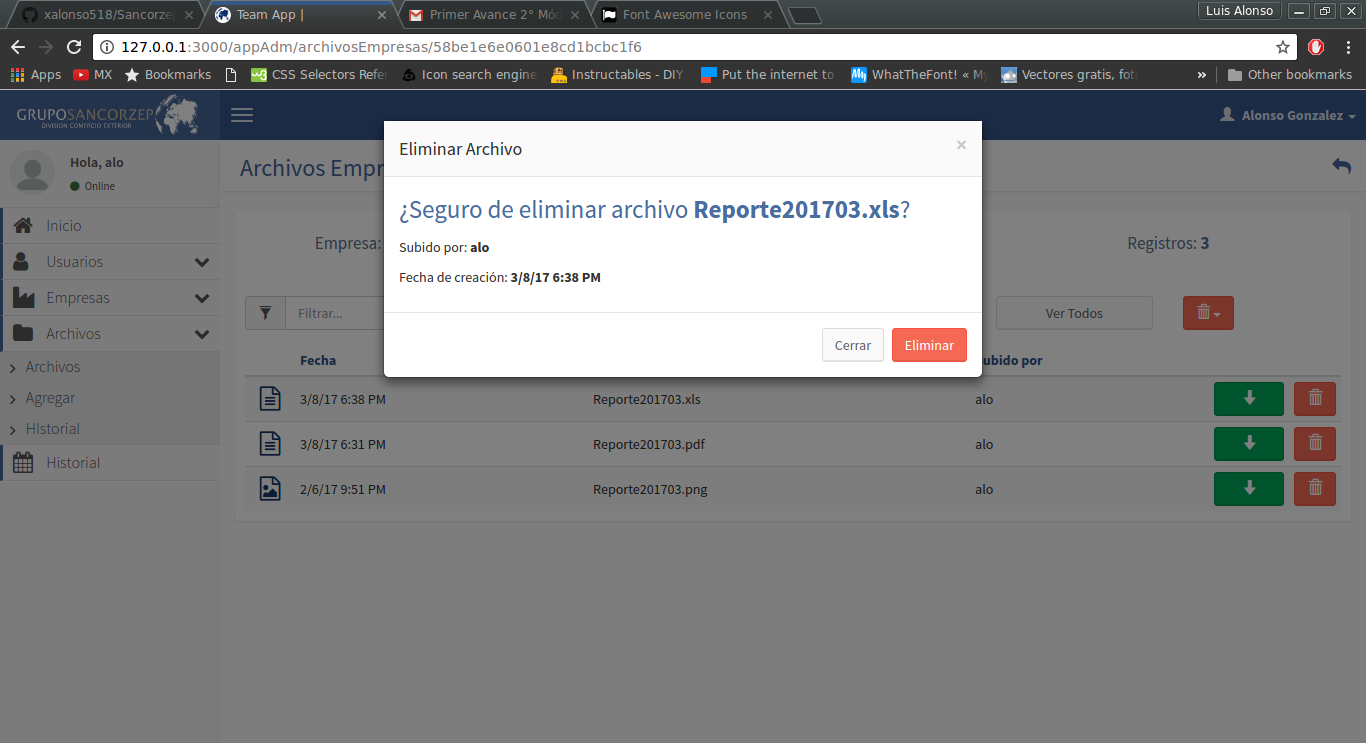 xalonso518/Sancorzep
Team App |
Primer Avance 2° Mód
Font Awesome Icons
Luis Alonso
127.0.0.1:3000/appAdm/archivosEmpresas/58be1e6e0601e8cd1bcbc1f6
Apps
MX
Bookmarks
CSS Selectors Refer
Icon search engine
Instructables - DIY
Put the internet to
WhatTheFont! « My
Vectores gratis, foto
»
Other bookmarks
GRUPOSANCORZEP
DIVISION COMERCIO EXTERIOR
Alonso Gonzalez
Hola, alo
Online
Inicio
Usuarios
Empresas
Archivos
Archivos
Agregar
HIstorial
Historial
Archivos Empr
Empresa:
Registros: 3
Filtrar...
Ver Todos
Eliminar Archivo
×
¿Seguro de eliminar archivo Reporte201703.xls?
Subido por: alo
Fecha de creación: 3/8/17 6:38 PM
Cerrar
Eliminar
Fecha
ubido por
3/8/17 6:38 PM Reporte201703.xls alo
3/8/17 6:31 PM Reporte201703.pdf alo
2/6/17 9:51 PM Reporte201703.png alo